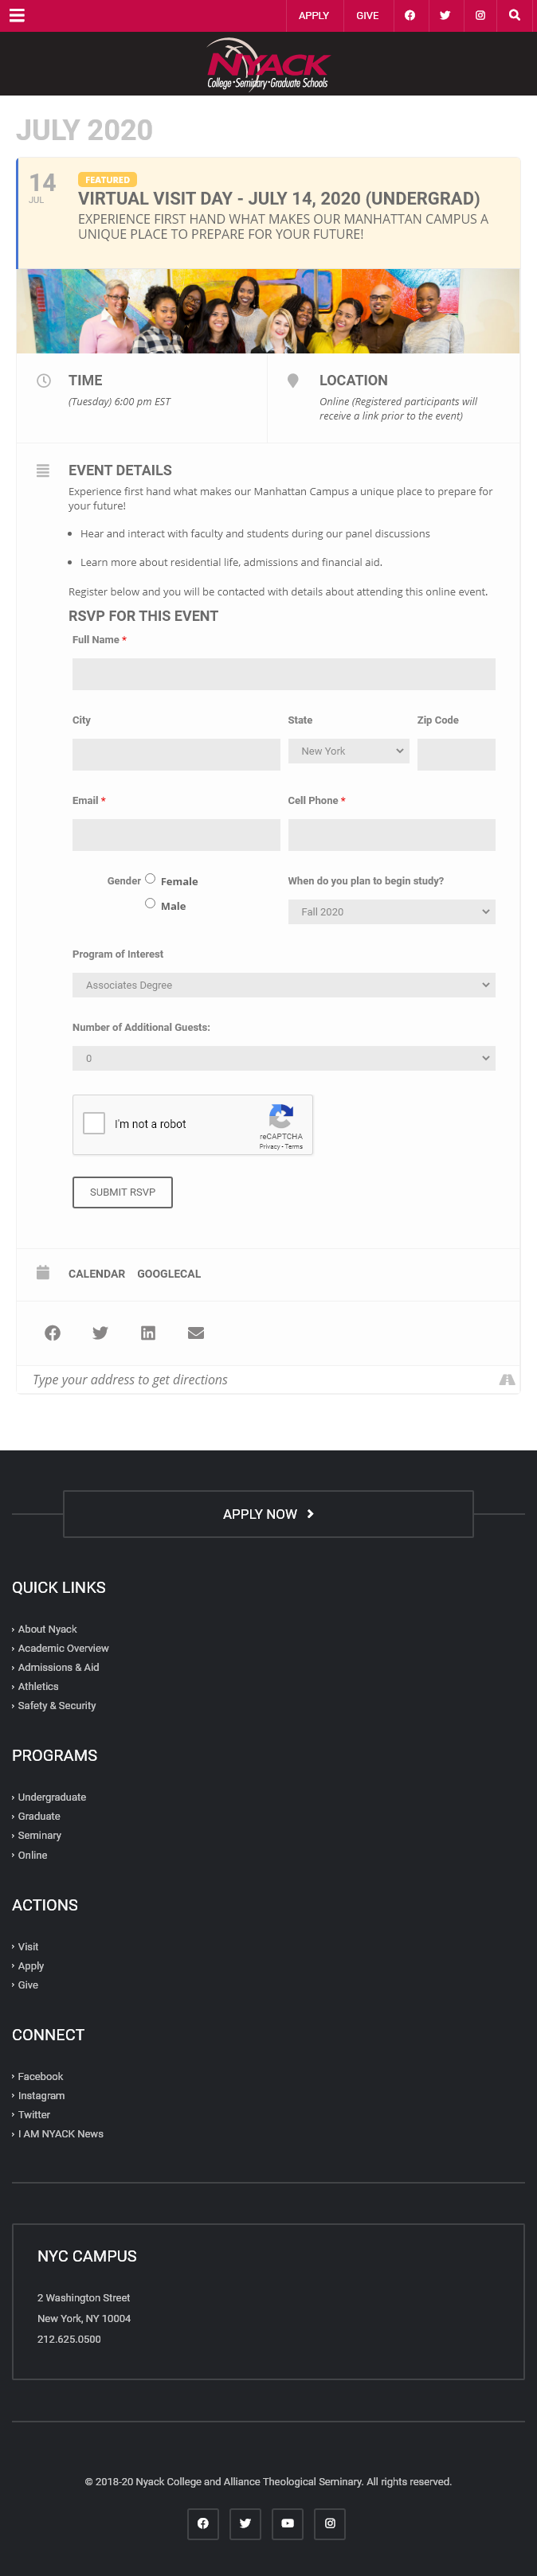 APPLY GIVE
NYACK
College • Seminary • Graduate Schools
JULY 2020
14
JUL
FEATURED
VIRTUAL VISIT DAY - JULY 14, 2020 (UNDERGRAD)
EXPERIENCE FIRST HAND WHAT MAKES OUR MANHATTAN CAMPUS A
UNIQUE PLACE TO PREPARE FOR YOUR FUTURE!
TIME
(Tuesday) 6:00 pm EST
LOCATION
Online (Registered participants will
receive a link prior to the event)
EVENT DETAILS
Experience first hand what makes our Manhattan Campus a unique place to prepare for
your future!
• Hear and interact with faculty and students during our panel discussions
• Learn more about residential life, admissions and financial aid.
Register below and you will be contacted with details about attending this online event.
RSVP FOR THIS EVENT
Full Name *
City State Zip Code
New York
Email * Cell Phone *
Gender Female
Male
When do you plan to begin study?
Fall 2020
Program of Interest
Associates Degree
Number of Additional Guests:
0
I'm not a robot
reCAPTCHA
Privacy - Terms
SUBMIT RSVP
CALENDAR GOOGLECAL
Type your address to get directions
APPLY NOW
QUICK LINKS
About Nyack
Academic Overview
Admissions & Aid
Athletics
Safety & Security
PROGRAMS
Undergraduate
Graduate
Seminary
Online
ACTIONS
Visit
Apply
Give
CONNECT
Facebook
Instagram
Twitter
I AM NYACK News
NYC CAMPUS
2 Washington Street
New York, NY 10004
212.625.0500
© 2018-20 Nyack College and Alliance Theological Seminary. All rights reserved.